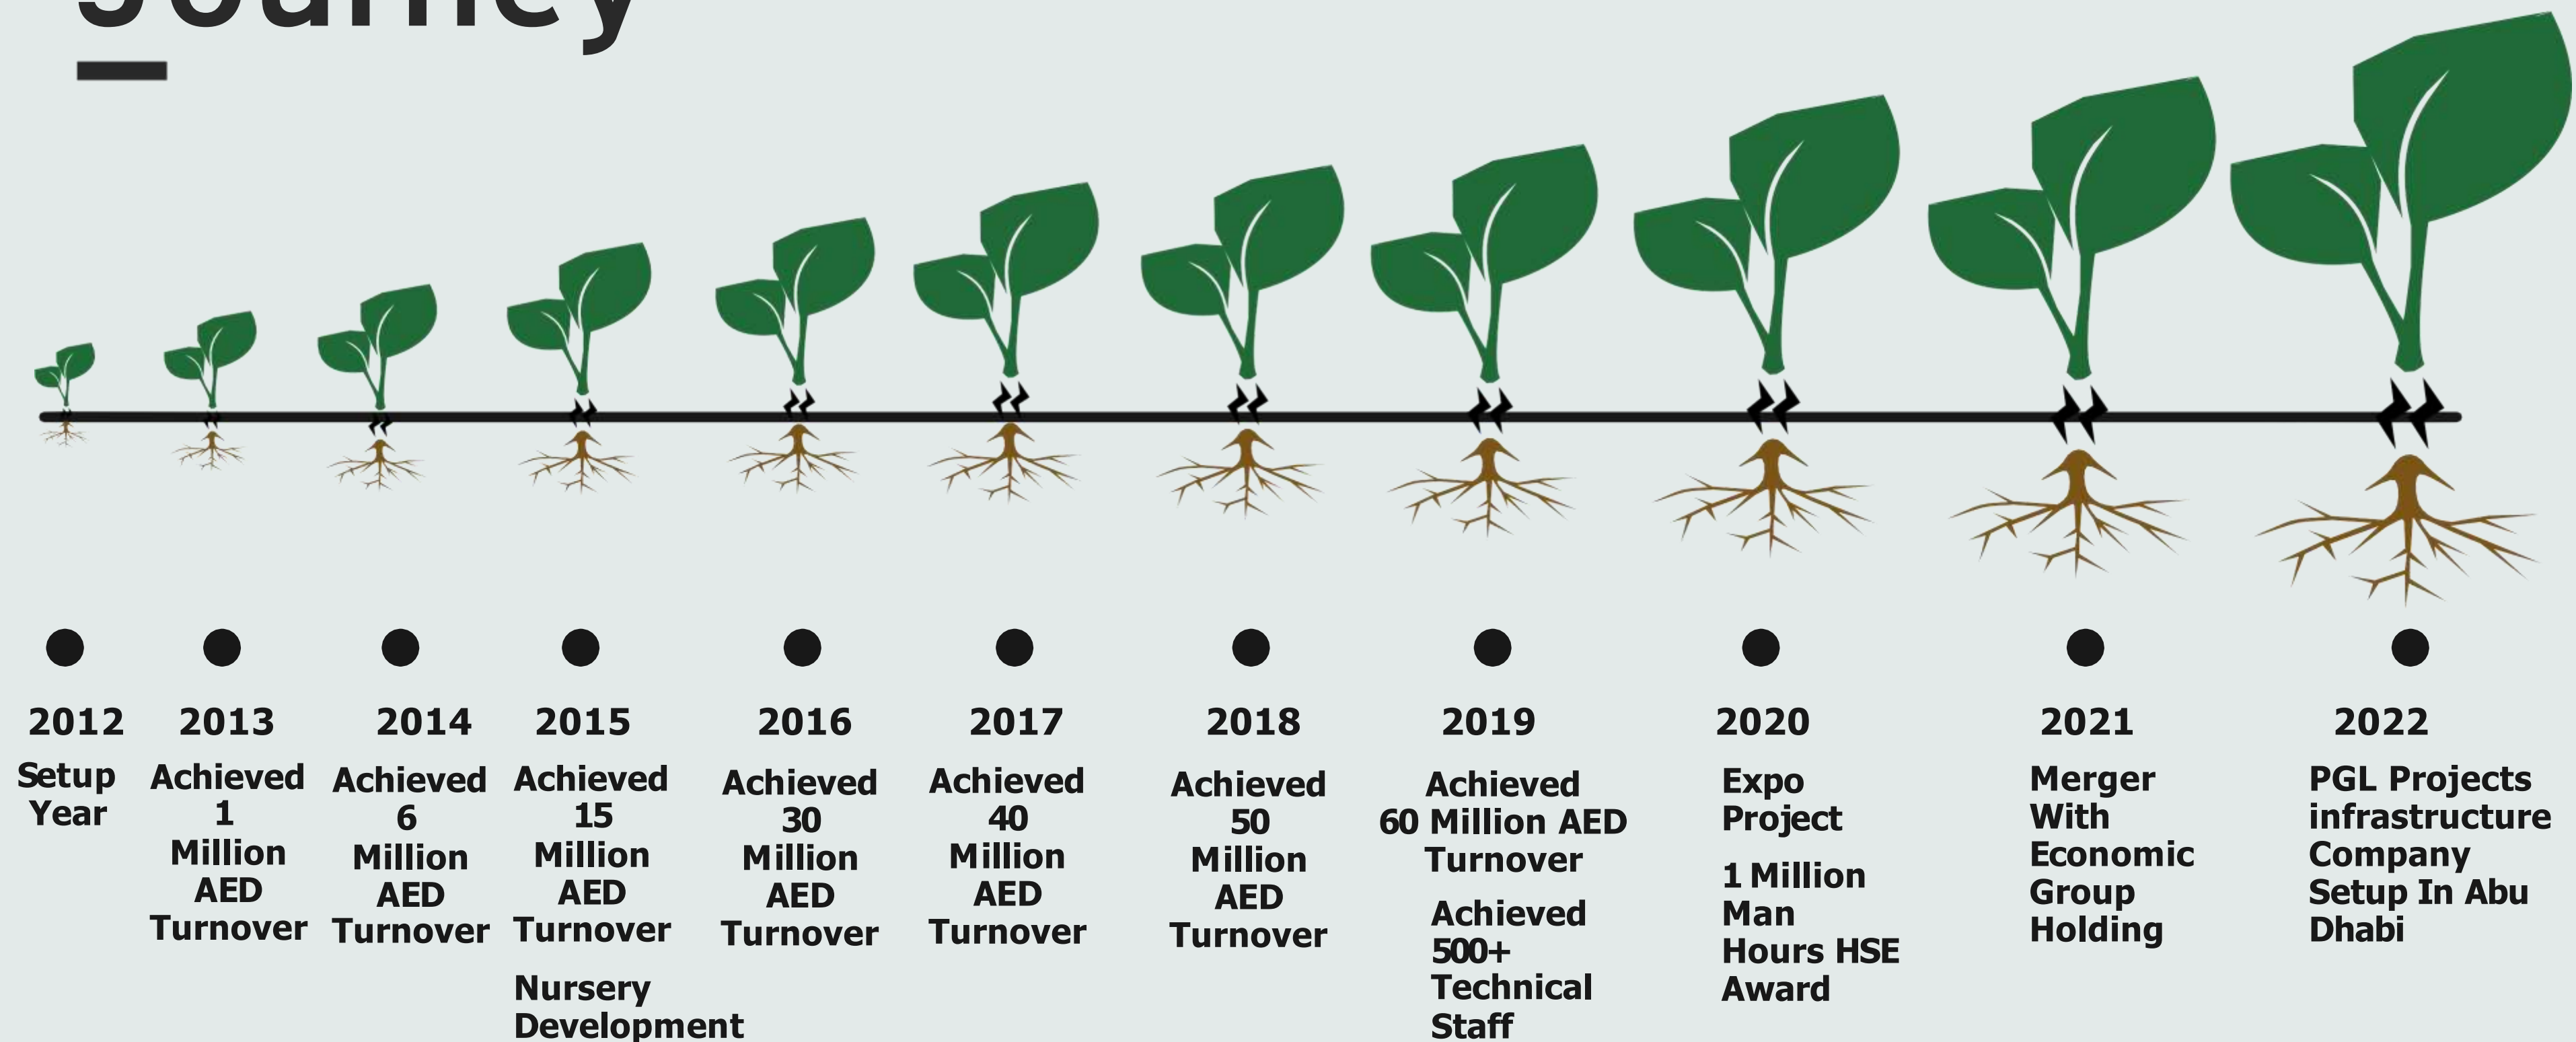 Journey
2012
Setup
Year
2013
Achieved
1
Million
AED
Turnover
2014
Achieved
6
Million
AED
Turnover
2015
Achieved
15
Million
AED
Turnover
Nursery
Development
2016
Achieved
30
Million
AED
Turnover
2017
Achieved
40
Million
AED
Turnover
2018
Achieved
50
Million
AED
Turnover
2019
Achieved
60 Million AED
Turnover
Achieved
500+
Technical
Staff
2020
Expo
Project
1 Million
Man
Hours HSE
Award
2021
Merger
With
Economic
Group
Holding
2022
PGL Projects
infrastructure
Company
Setup In Abu
Dhabi